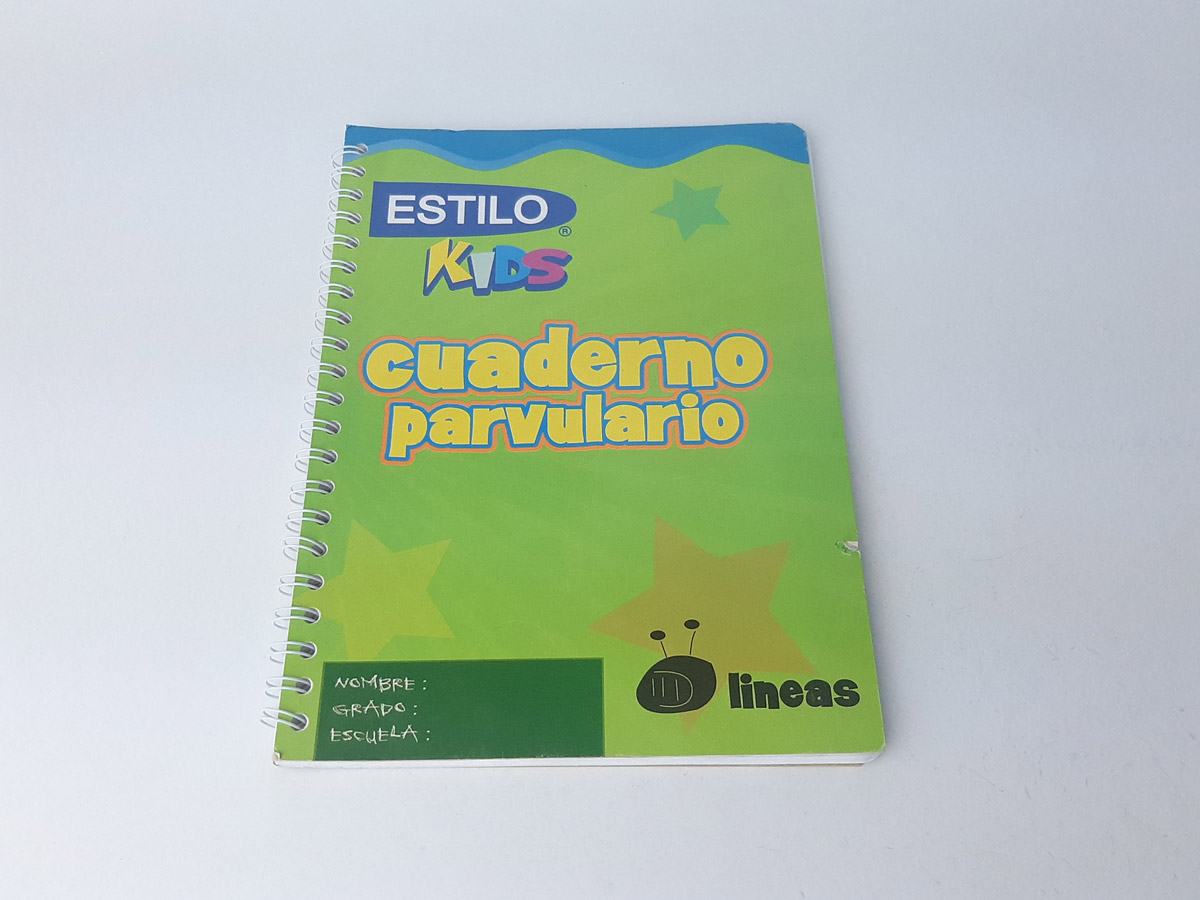 ESTILO
®
KIDS
cuaderno
parvulario
NOMBRE :
GRADO :
ESCUELA :
lineas